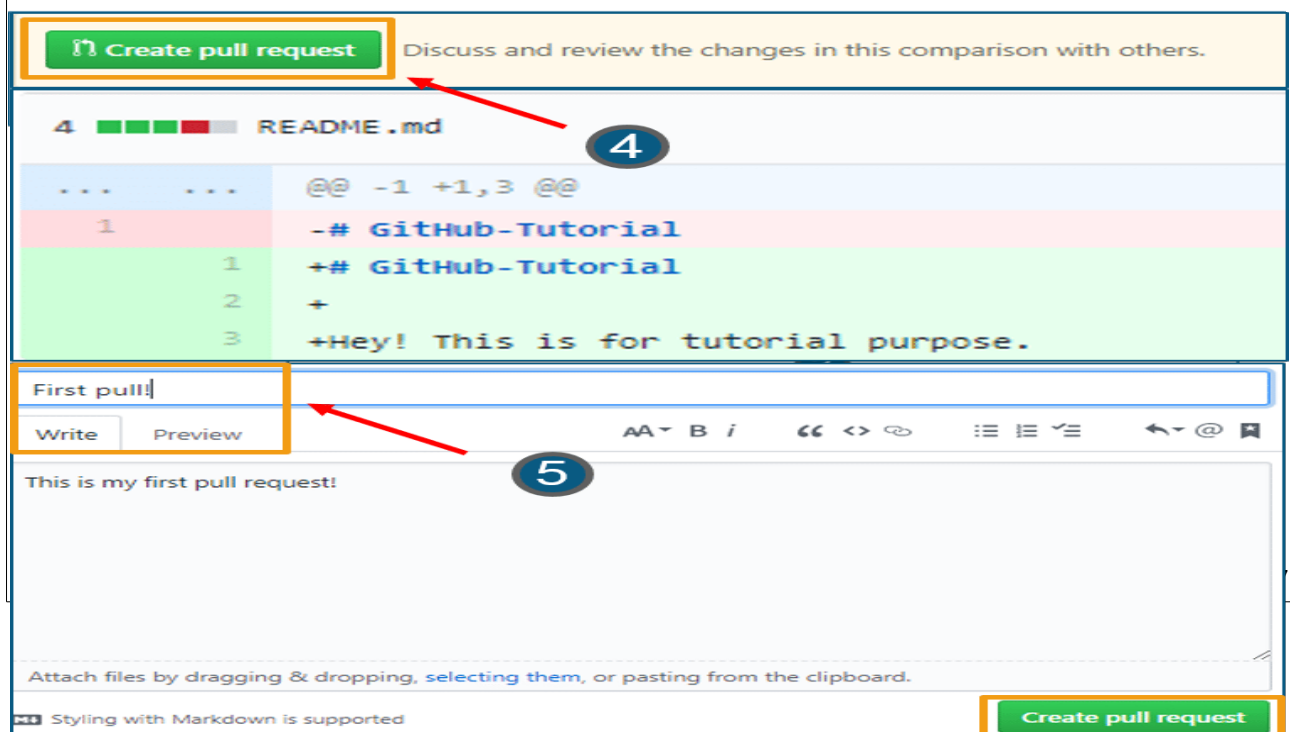 Create pull request Discuss and review the changes in this comparison with others.
4 README.md
4
... ... @@ -1 +1,3 @@
1 -# GitHub-Tutorial
1 +# GitHub-Tutorial
2 +
3 +Hey! This is for tutorial purpose.
First pull!
Write Preview AA B i “ <> @
5
This is my first pull request!
Attach files by dragging & dropping, selecting them, or pasting from the clipboard.
Styling with Markdown is supported
Create pull request